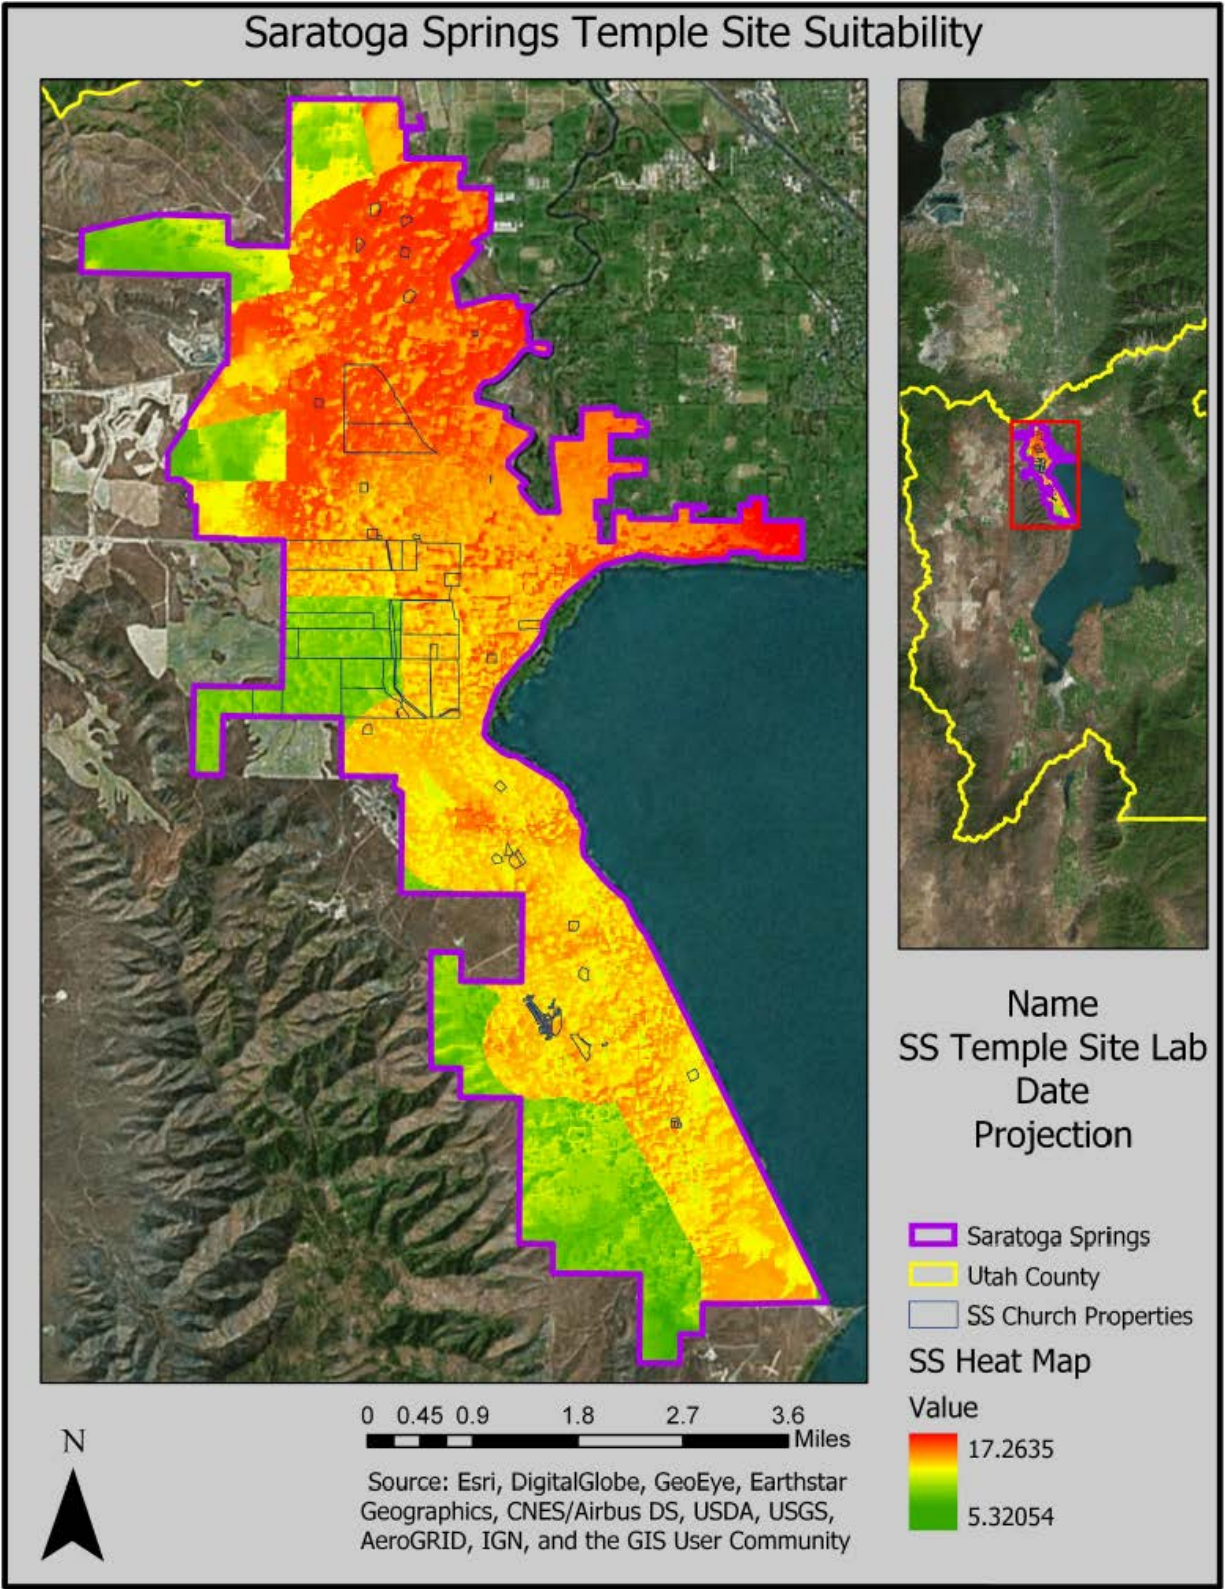 Saratoga Springs Temple Site Suitability
Name
SS Temple Site Lab
Date
Projection
Saratoga Springs
Utah County
SS Church Properties
SS Heat Map
Value
17.2635
5.32054
N
0 0.45 0.9 1.8 2.7 3.6
Miles
Source: Esri, DigitalGlobe, GeoEye, Earthstar
Geographics, CNES/Airbus DS, USDA, USGS,
AeroGRID, IGN, and the GIS User Community